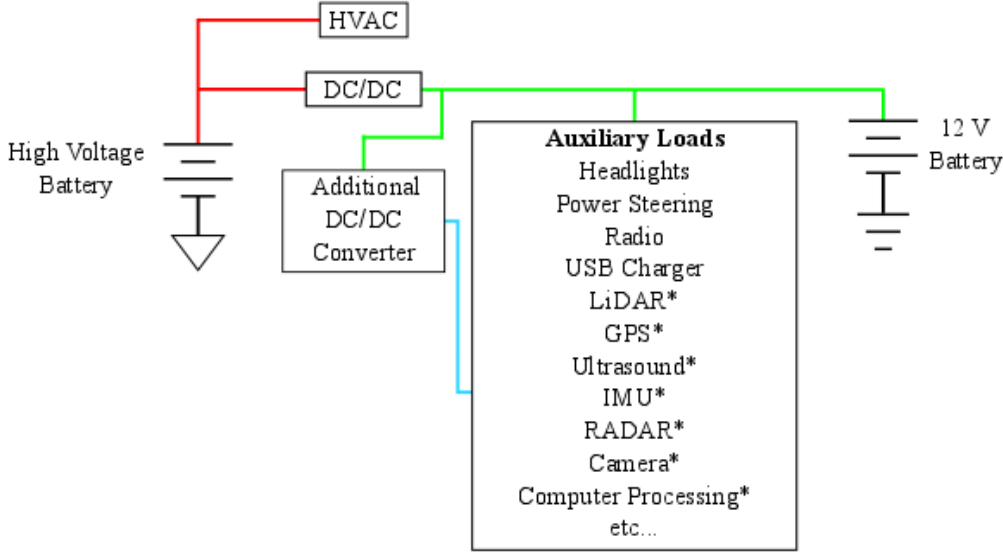 HVAC
DC/DC
High Voltage
Battery
Additional
DC/DC
Converter
Auxiliary Loads
Headlights
Power Steering
Radio
USB Charger
LiDAR*
GPS*
Ultrasound*
IMU*
RADAR*
Camera*
Computer Processing*
etc...
12 V
Battery